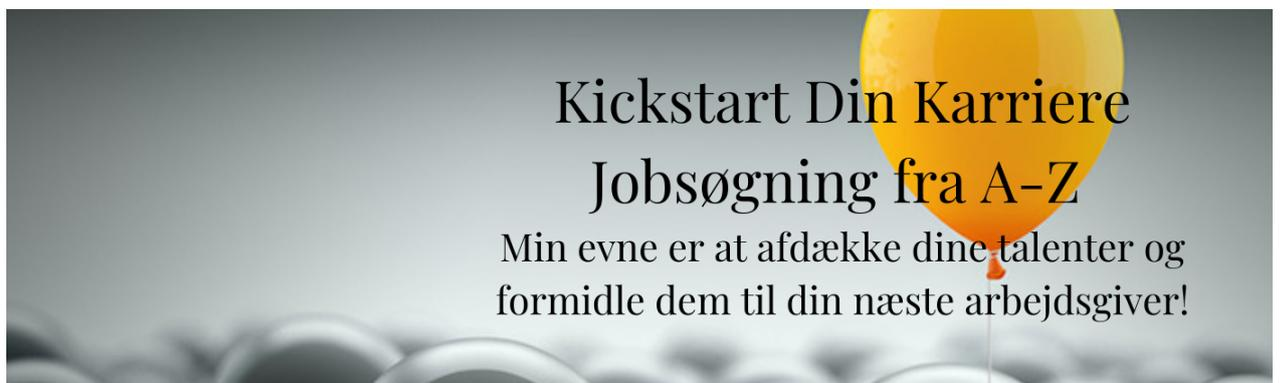 Kickstart Din Karriere
Jobsøgning fra A-Z
Min evne er at afdække dine talenter og
formidle dem til din næste arbejdsgiver!